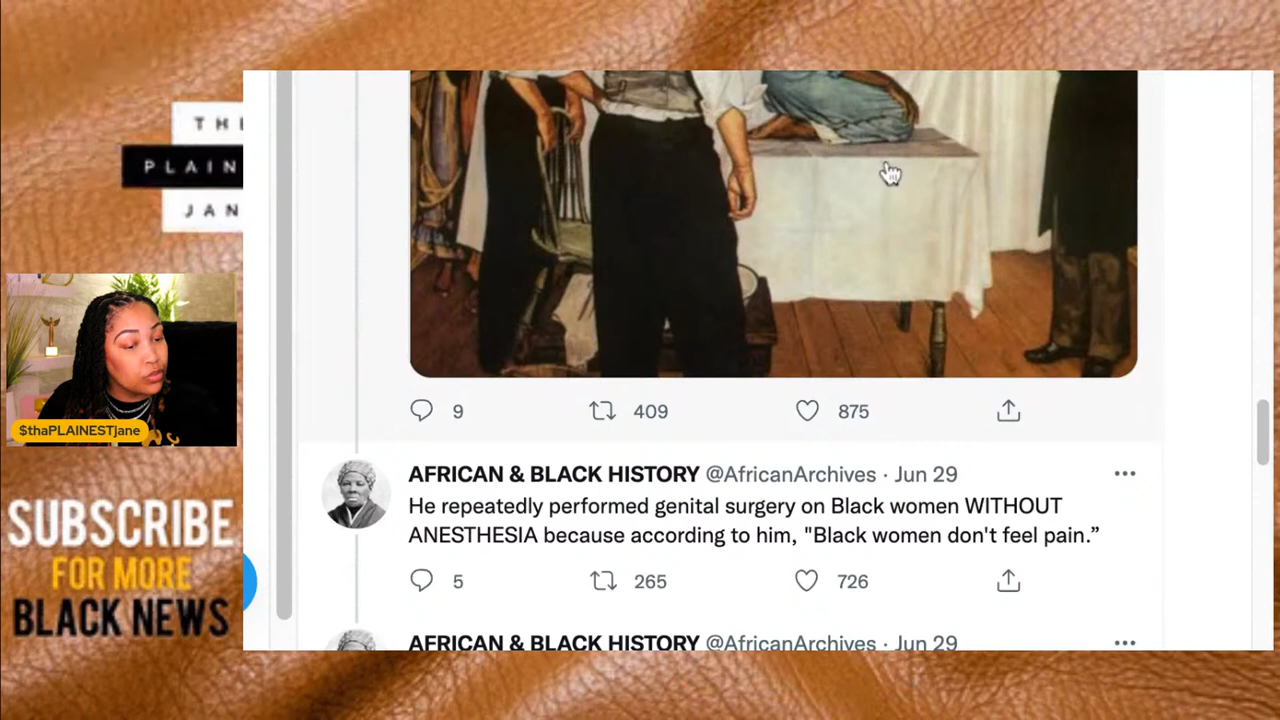 THE
PLAIN
JAN
$thaPLAINESTjane
SUBSCRIBE
FOR MORE
BLACK NEWS
9
409
875
AFRICAN & BLACK HISTORY @AfricanArchives · Jun 29
He repeatedly performed genital surgery on Black women WITHOUT
ANESTHESIA because according to him, "Black women don't feel pain.”
5
265
726
AFRICAN & BLACK HISTORY @AfricanArchives · Jun 29